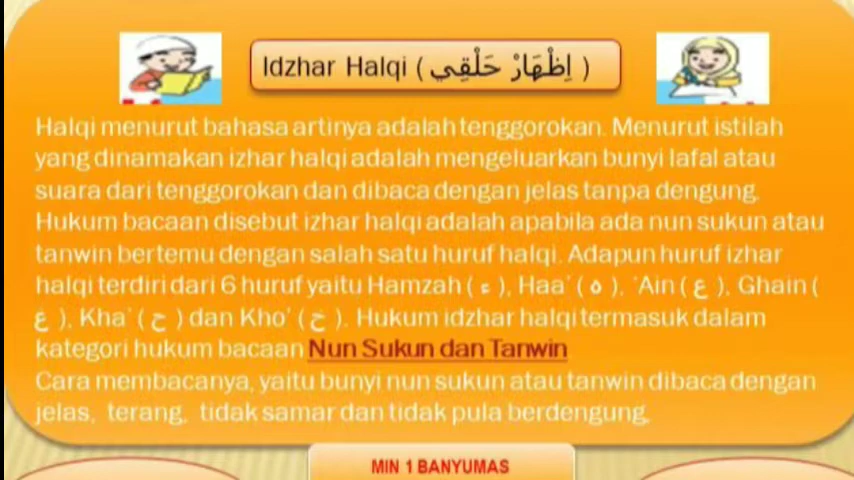 Idzhar Halqi ( اِظْهَارْ حَلْقِي )
Halqi menurut bahasa artinya adalah tenggorokan. Menurut istilah
yang dinamakan izhar halqi adalah mengeluarkan bunyi lafal atau
suara dari tenggorokan dan dibaca dengan jelas tanpa dengung.
Hukum bacaan disebut izhar halqi adalah apabila ada nun sukun atau
tanwin bertemu dengan salah satu huruf halqi. Adapun huruf izhar
halqi terdiri dari 6 huruf yaitu Hamzah ( ء ), Haa' ( ه ), 'Ain ( ع ), Ghain (
ع ), Kha' ( ح ) dan Kho' ( ح ). Hukum idzhar halqi termasuk dalam
kategori hukum bacaan Nun Sukun dan Tanwin
Cara membacanya, yaitu bunyi nun sukun atau tanwin dibaca dengan
jelas, terang, tidak samar dan tidak pula berdengung.
MIN 1 BANYUMAS